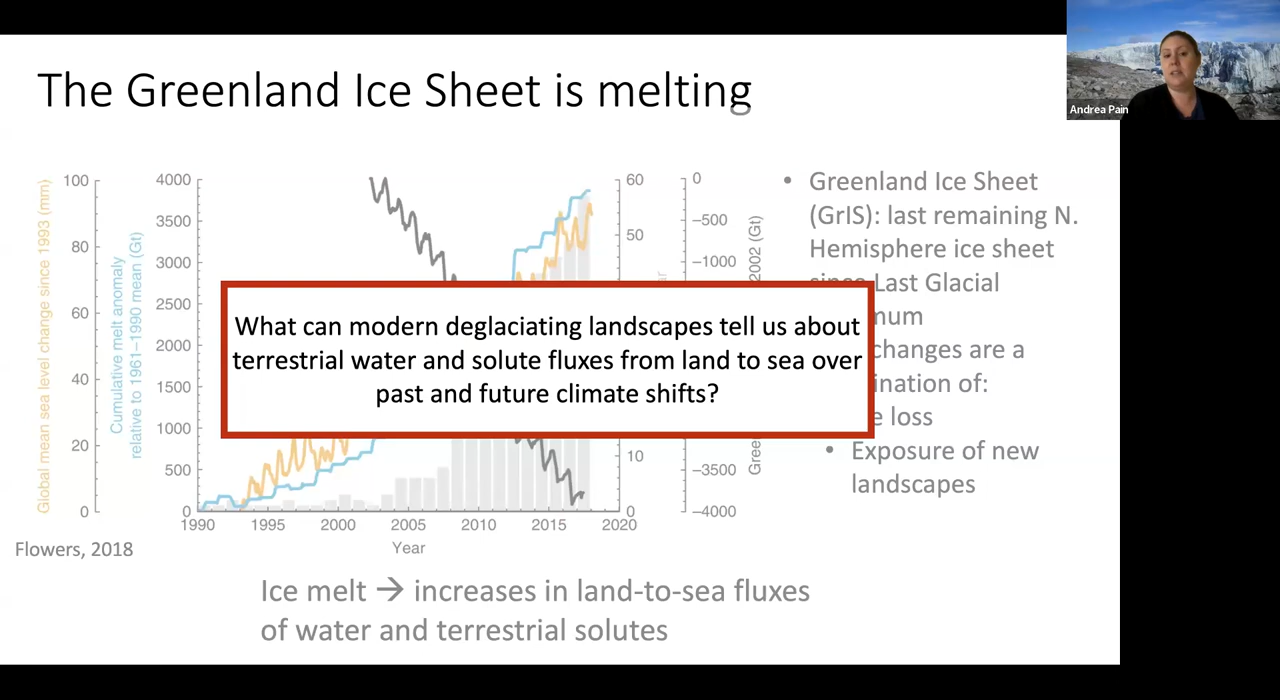 The Greenland Ice Sheet is melting
Andrea Pain
Global mean sea level change since 1993 (mm)
100
80
60
40
20
0
Cumulative melt anomaly
relative to 1961–1990 mean (Gt)
4000
3500
3000
2500
2000
1500
1000
500
0
1990
1995
2000
2005
2010
2015
2020
Year
60
50
10
0
0
−500
−1000
−3500
−4000
2002 (Gt)
Gree
• Greenland Ice Sheet
(GrIS): last remaining N.
Hemisphere ice sheet
since Last Glacial
mum
changes are a
ination of:
e loss
• Exposure of new
landscapes
What can modern deglaciating landscapes tell us about
terrestrial water and solute fluxes from land to sea over
past and future climate shifts?
Flowers, 2018
Ice melt → increases in land-to-sea fluxes
of water and terrestrial solutes